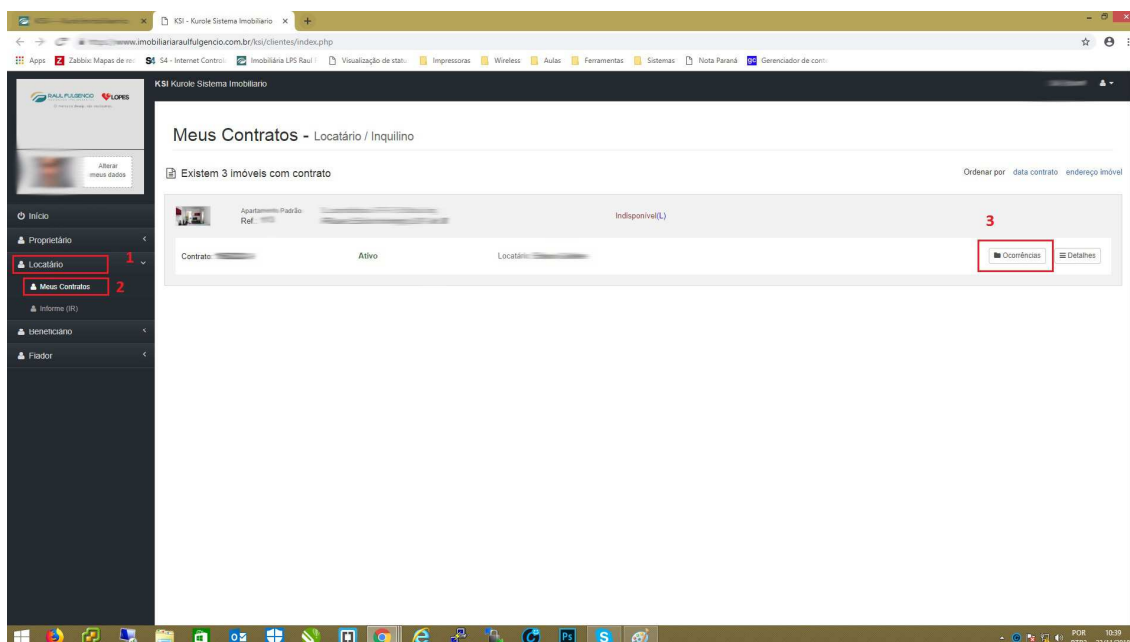 KSI - Kurole Sistema Imobiliario
www.imobiliariaraulfulgencio.com.br/ksi/clientes/index.php
Apps
Zabbix: Mapas de re
S4 - Internet Control
Imobiliária LPS Raul
Visualização de statu
Impressoras
Wireless
Aulas
Ferramentas
Sistemas
Nota Paraná
Gerenciador de cont
RAUL FULGENCIO
LOPES
KSI Kurole Sistema Imobiliario
Alterar
meus dados
Início
Proprietário
Locatário
1
Meus Contratos
2
Informe (IR)
Beneficiário
Fiador
Meus Contratos - Locatário / Inquilino
Existem 3 imóveis com contrato
Ordenar por data contrato endereço imóvel
Apartamento Padrão
Ref.:
Indisponível(L)
3
Contrato:
Ativo
Locatário:
Ocorrências
Detalhes
POR
10:39